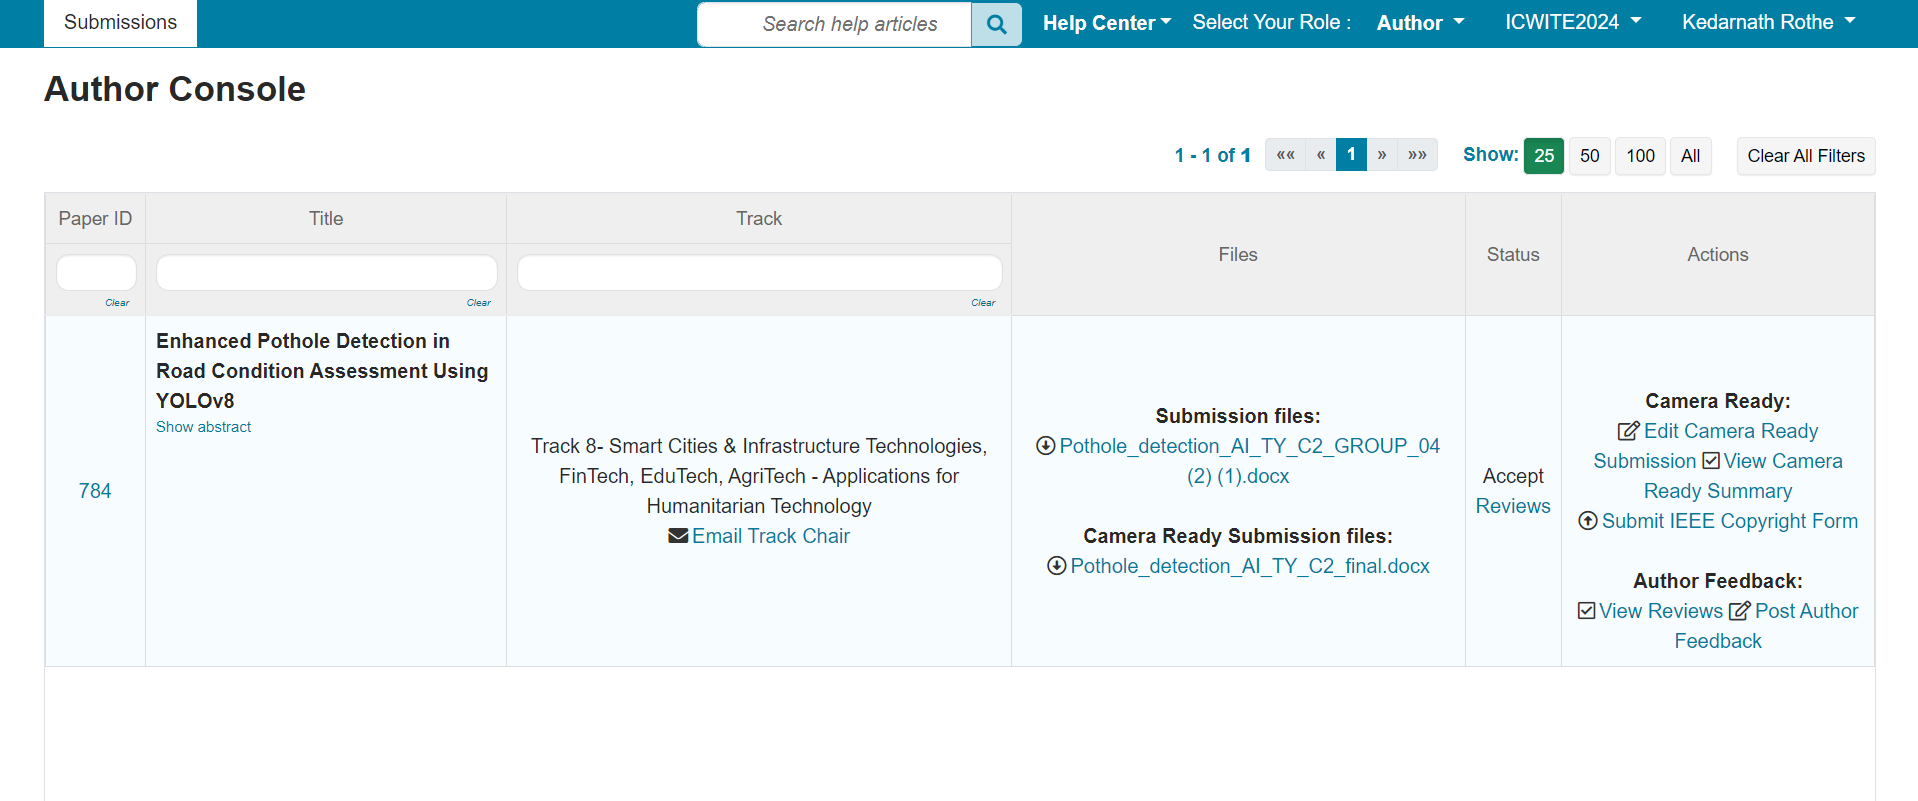 Submissions
Search help articles
Help Center
Select Your Role :
Author
ICWITE2024
Kedarnath Rothe
Author Console
1 - 1 of 1
««
«
1
»
»»
Show:
25
50
100
All
Clear All Filters
Paper ID
Title
Track
Files
Status
Actions
Clear
Clear
Clear
784
Enhanced Pothole Detection in
Road Condition Assessment Using
YOLOv8
Show abstract
Track 8- Smart Cities & Infrastructure Technologies,
FinTech, EduTech, AgriTech - Applications for
Humanitarian Technology
Email Track Chair
Submission files:
Pothole_detection_AI_TY_C2_GROUP_04
(2) (1).docx
Camera Ready Submission files:
Pothole_detection_AI_TY_C2_final.docx
Accept
Reviews
Camera Ready:
Edit Camera Ready
Submission View Camera
Ready Summary
Submit IEEE Copyright Form
Author Feedback:
View Reviews Post Author
Feedback